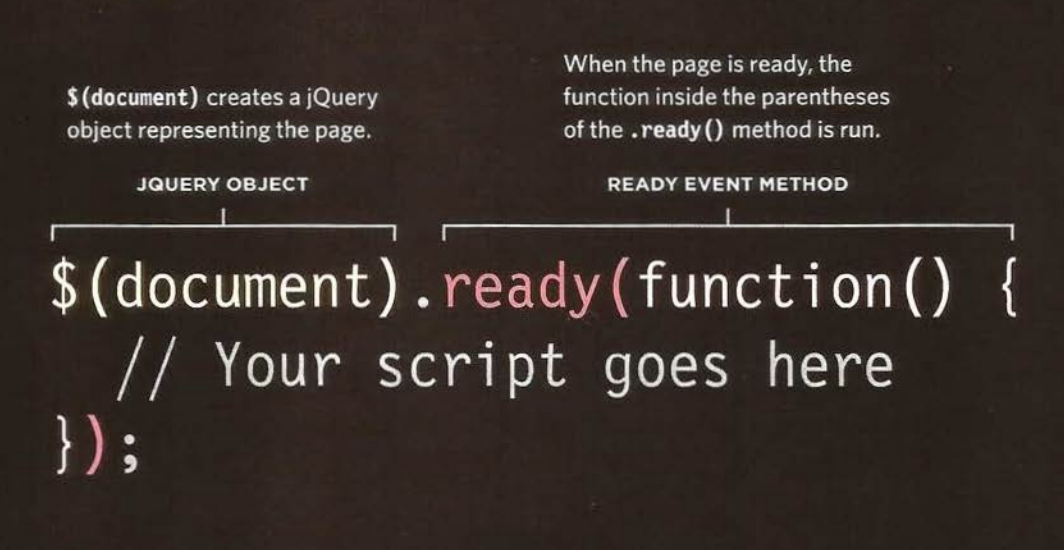 $(document) creates a jQuery
object representing the page.
When the page is ready, the
function inside the parentheses
of the .ready() method is run.
JQUERY OBJECT
READY EVENT METHOD
$(document).ready(function() {
// Your script goes here
});